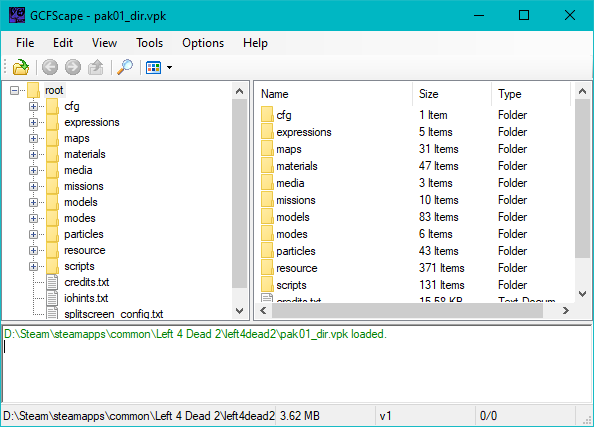 GCFScape - pak01_dir.vpk
File Edit View Tools Options Help
root
cfg
expressions
maps
materials
media
missions
models
modes
particles
resource
scripts
credits.txt
iohints.txt
splitscreen_config.txt
Name Size Type
cfg 1 Item Folder
expressions 5 Items Folder
maps 31 Items Folder
materials 47 Items Folder
media 3 Items Folder
missions 10 Items Folder
models 83 Items Folder
modes 6 Items Folder
particles 43 Items Folder
resource 371 Items Folder
scripts 131 Items Folder
credits.txt 15.58 KB Text Docum
D:\Steam\steamapps\common\Left 4 Dead 2\left4dead2\pak01_dir.vpk loaded.
D:\Steam\steamapps\common\Left 4 Dead 2\left4dead2 3.62 MB v1 0/0